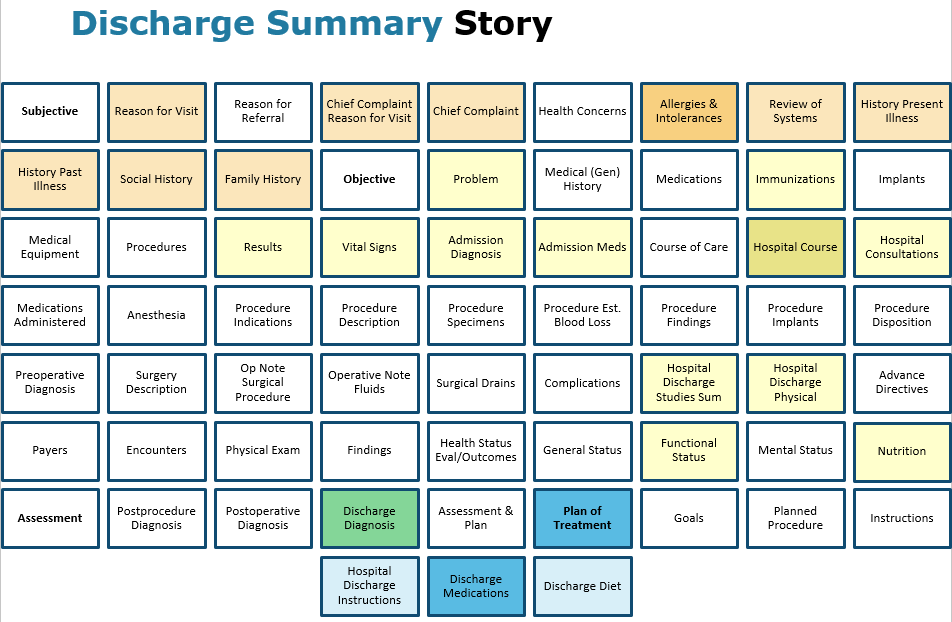 Discharge Summary Story
Subjective
Reason for Visit
Reason for
Referral
Chief Complaint
Reason for Visit
Chief Complaint
Health Concerns
Allergies &
Intolerances
Review of
Systems
History Present
Illness
History Past
Illness
Social History
Family History
Objective
Problem
Medical (Gen)
History
Medications
Immunizations
Implants
Medical
Equipment
Procedures
Results
Vital Signs
Admission
Diagnosis
Admission Meds
Course of Care
Hospital Course
Hospital
Consultations
Medications
Administered
Anesthesia
Procedure
Indications
Procedure
Description
Procedure
Specimens
Procedure Est.
Blood Loss
Procedure
Findings
Procedure
Implants
Procedure
Disposition
Preoperative
Diagnosis
Surgery
Description
Op Note
Surgical
Procedure
Operative Note
Fluids
Surgical Drains
Complications
Hospital
Discharge
Studies Sum
Hospital
Discharge
Physical
Advance
Directives
Payers
Encounters
Physical Exam
Findings
Health Status
Eval/Outcomes
General Status
Functional
Status
Mental Status
Nutrition
Assessment
Postprocedure
Diagnosis
Postoperative
Diagnosis
Discharge
Diagnosis
Assessment &
Plan
Plan of
Treatment
Goals
Planned
Procedure
Instructions
Hospital
Discharge
Instructions
Discharge
Medications
Discharge Diet